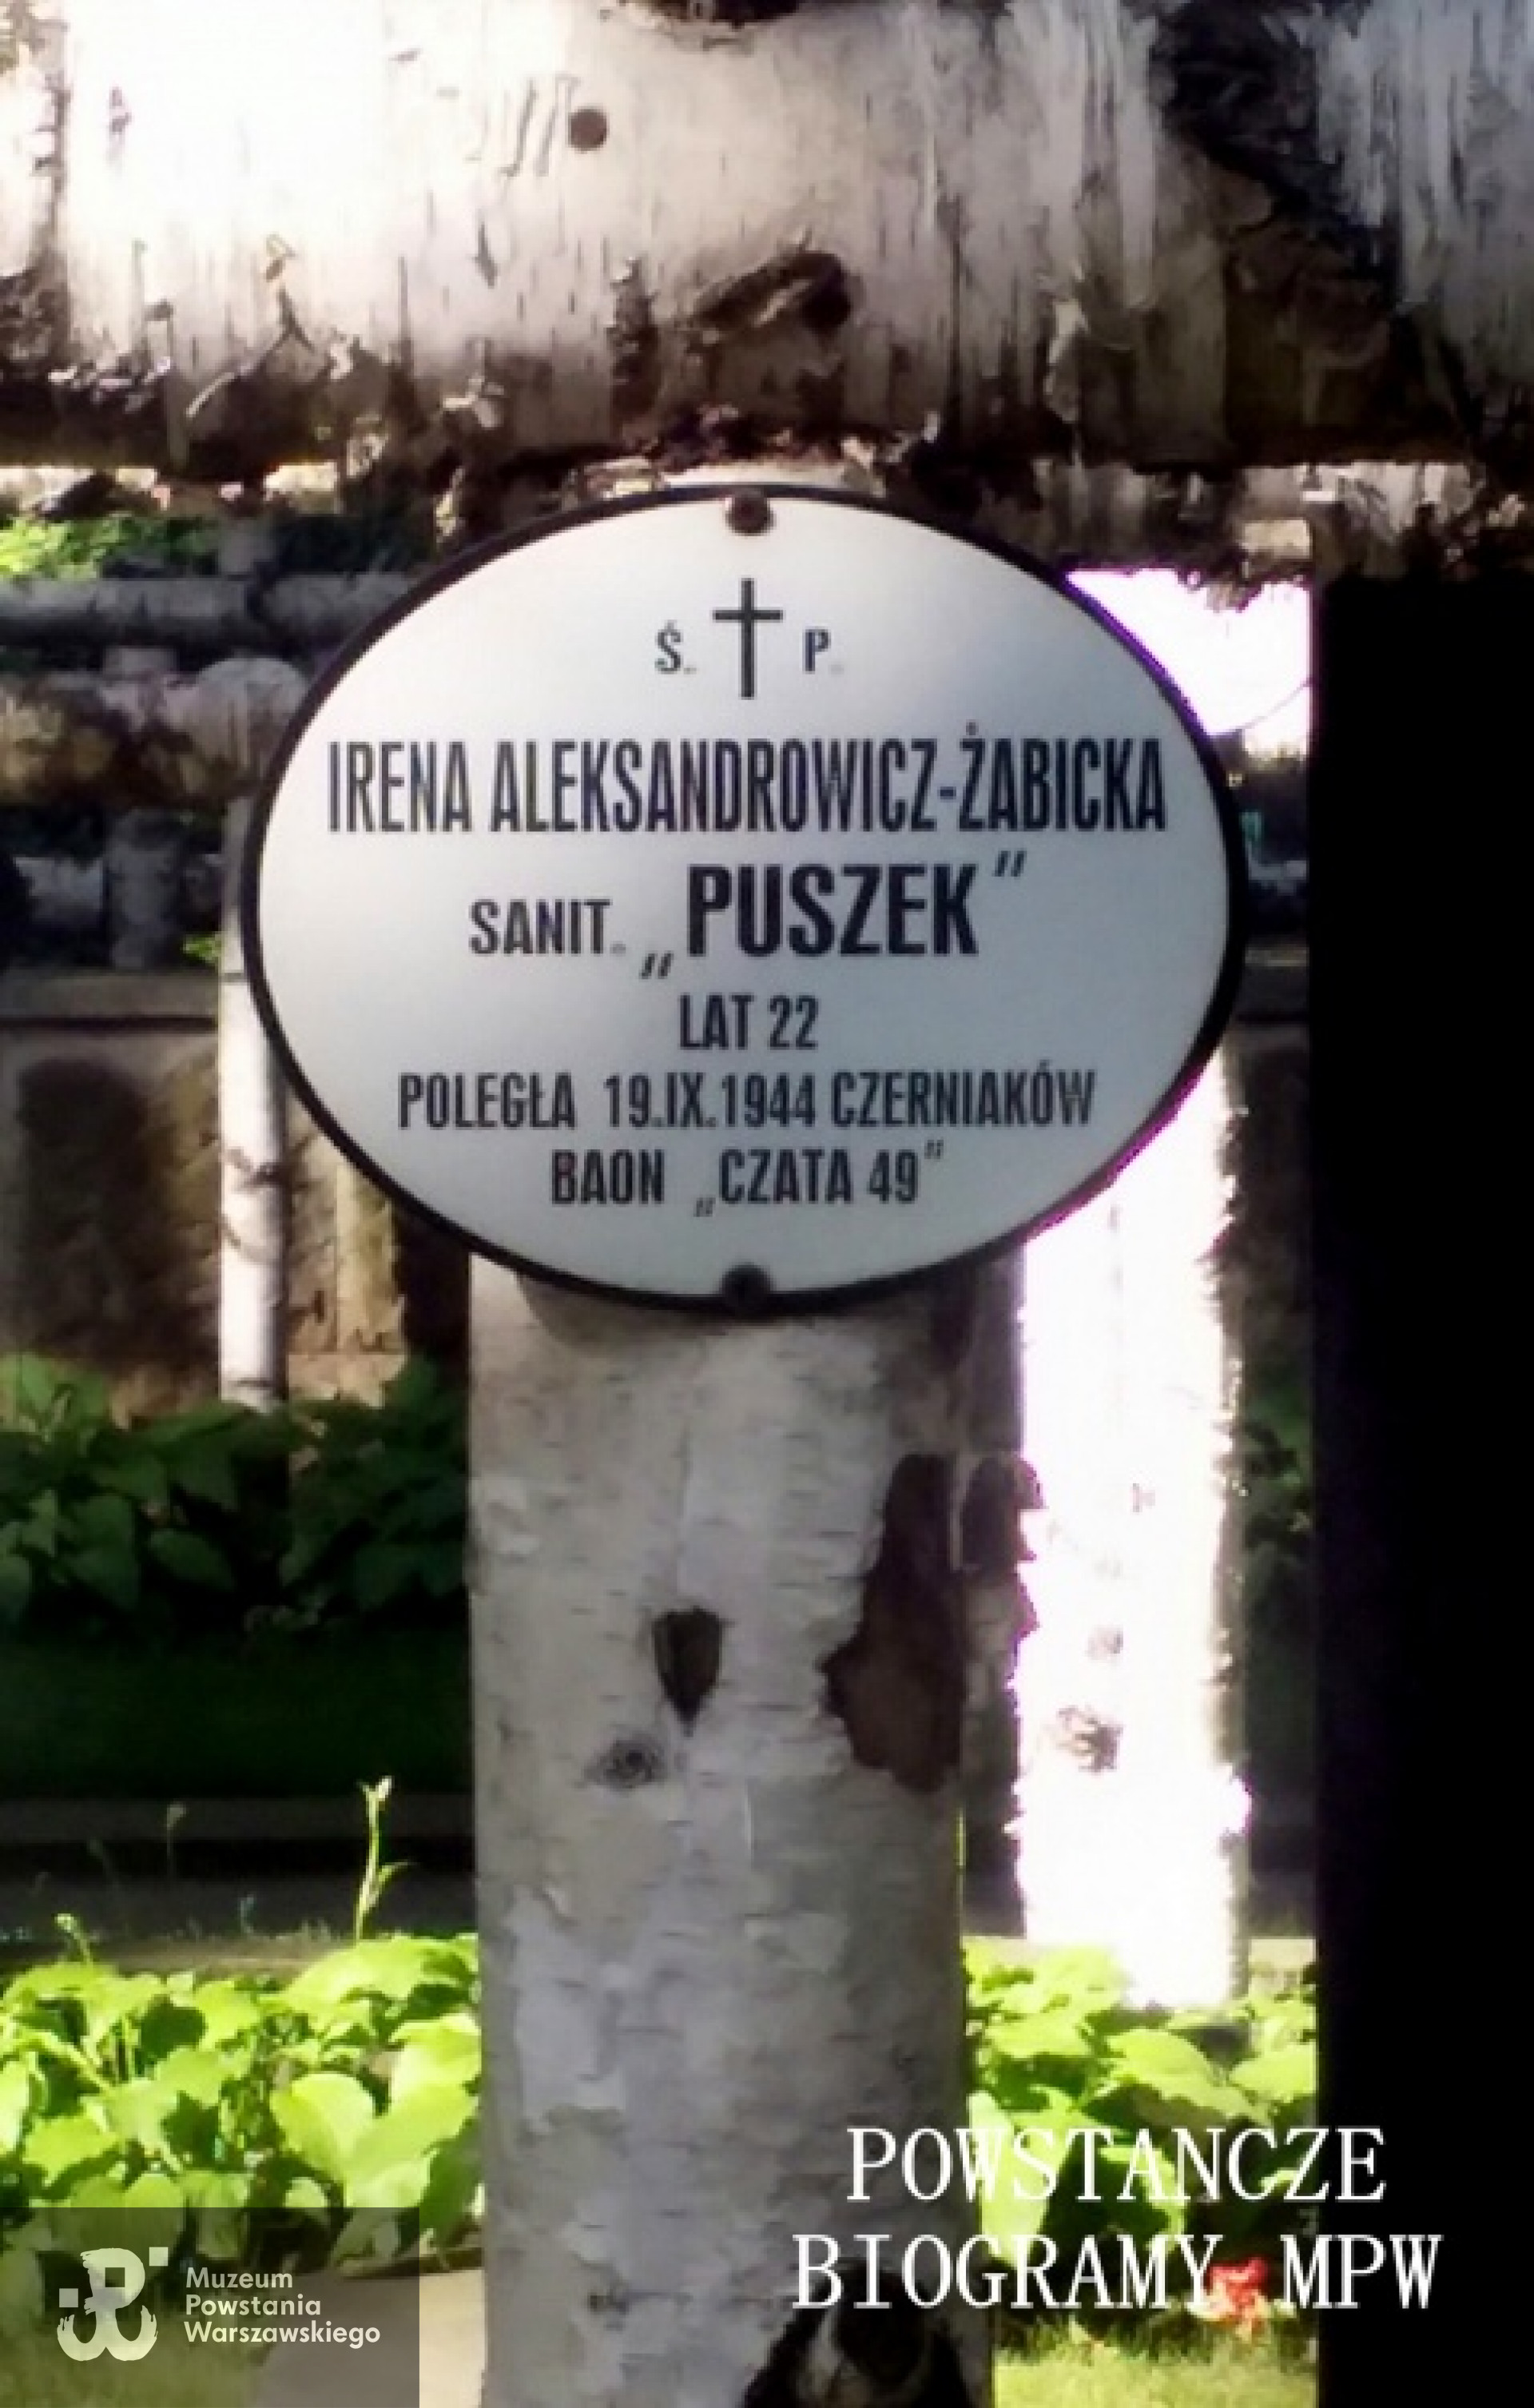 Ś. P.
IRENA ALEKSANDROWICZ-ŻABICKA
SANIT. „PUSZEK”
LAT 22
POLEGŁA 19.IX.1944 CZERNIAKÓW
BAON „CZATA 49”
POWSTANCZE
BIOGRAMY MPW
Muzeum
Powstania
Warszawskiego